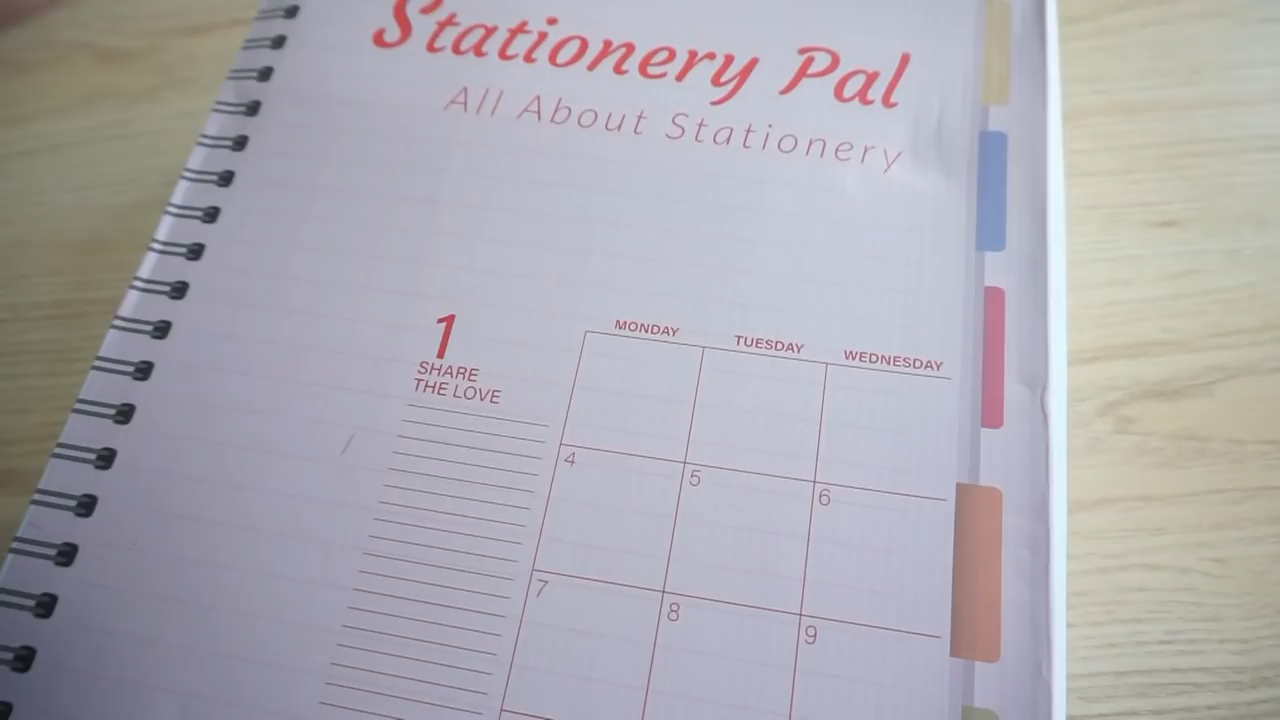 Stationery Pal
All About Stationery
1
SHARE
THE LOVE
MONDAY TUESDAY WEDNESDAY
4 5 6
7 8 9